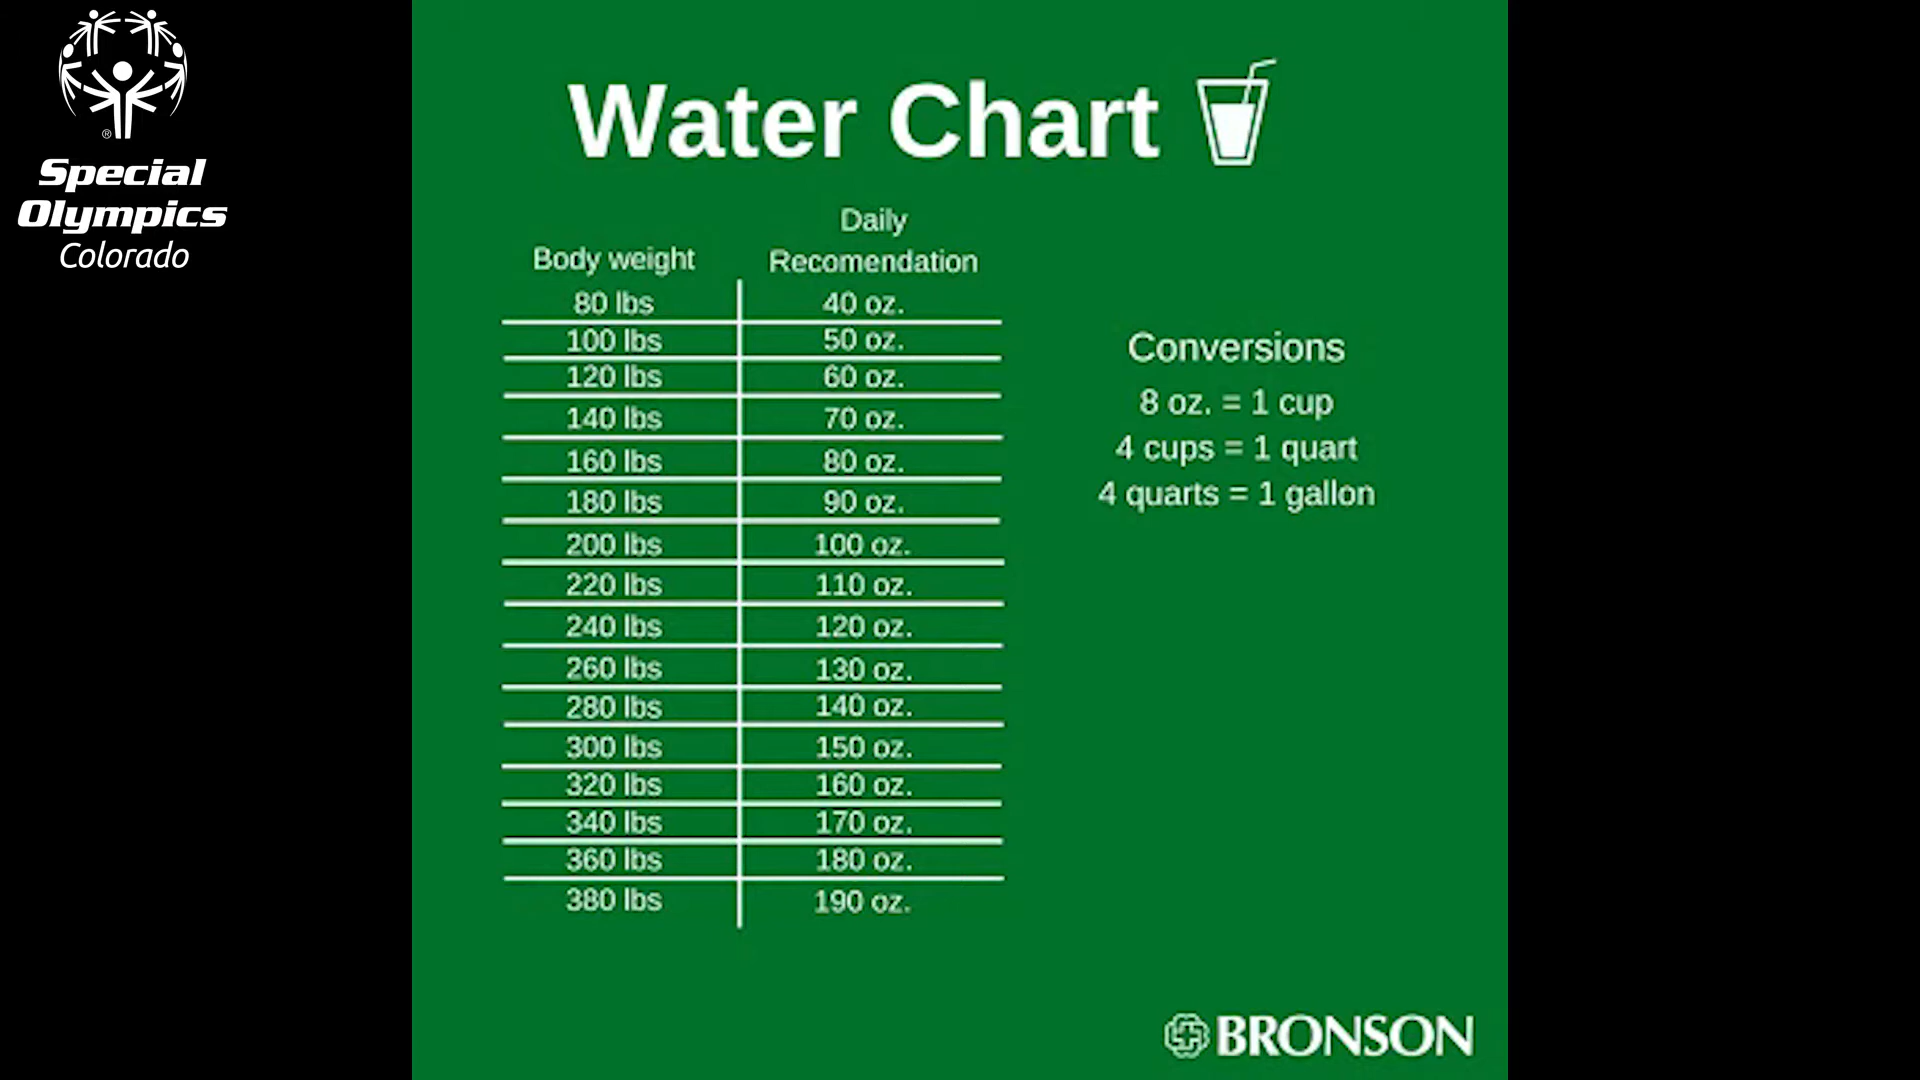 Special
Olympics
Colorado
®
Water Chart
Body weight
Daily
Recomendation
80 lbs 40 oz.
100 lbs 50 oz.
120 lbs 60 oz.
140 lbs 70 oz.
160 lbs 80 oz.
180 lbs 90 oz.
200 lbs 100 oz.
220 lbs 110 oz.
240 lbs 120 oz.
260 lbs 130 oz.
280 lbs 140 oz.
300 lbs 150 oz.
320 lbs 160 oz.
340 lbs 170 oz.
360 lbs 180 oz.
380 lbs 190 oz.
Conversions
8 oz. = 1 cup
4 cups = 1 quart
4 quarts = 1 gallon
BRONSON